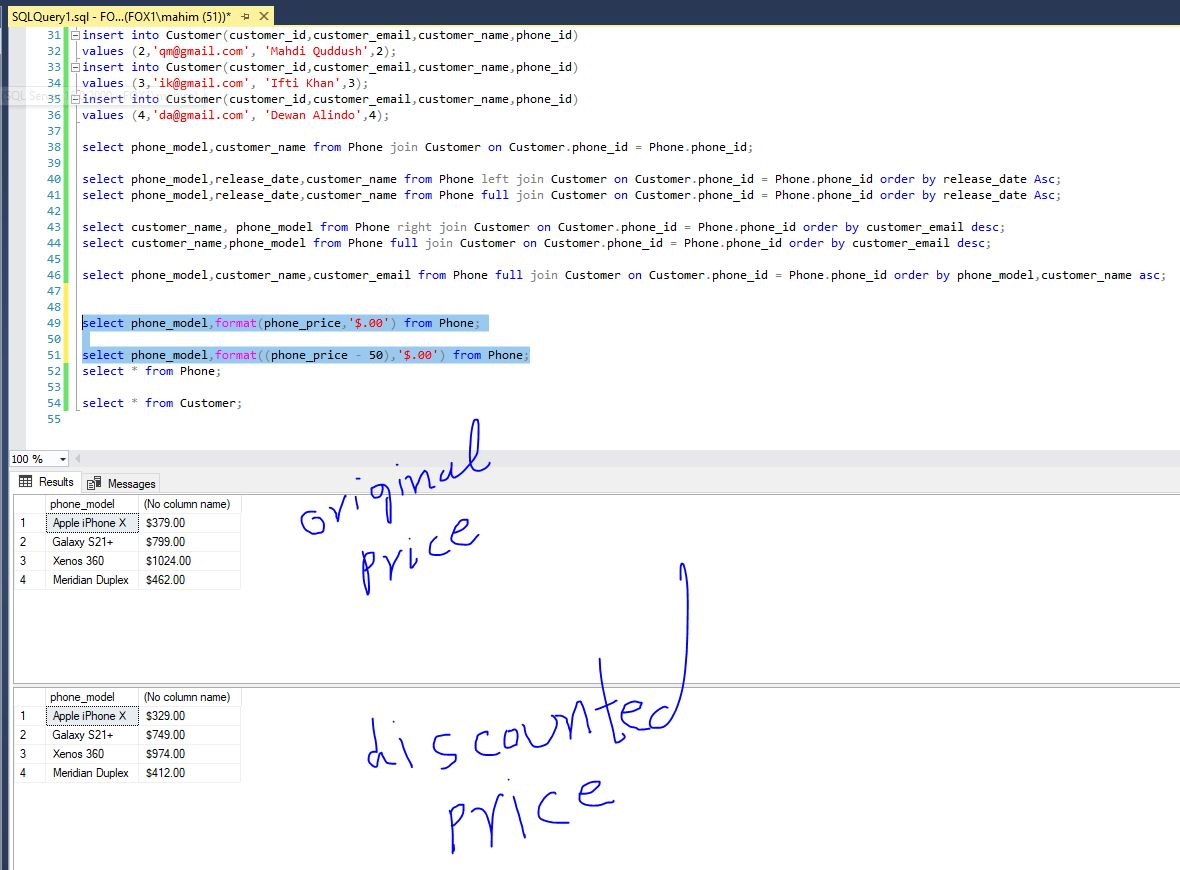 SQLQuery1.sql - FO...(FOX1\mahim (51))*
31 insert into Customer(customer_id,customer_email,customer_name,phone_id)
32 values (2,'qm@gmail.com', 'Mahdi Quddush',2);
33 insert into Customer(customer_id,customer_email,customer_name,phone_id)
34 values (3,'ik@gmail.com', 'Ifti Khan',3);
35 insert into Customer(customer_id,customer_email,customer_name,phone_id)
36 values (4,'da@gmail.com', 'Dewan Alindo',4);
37
38 select phone_model,customer_name from Phone join Customer on Customer.phone_id = Phone.phone_id;
39
40 select phone_model,release_date,customer_name from Phone left join Customer on Customer.phone_id = Phone.phone_id order by release_date Asc;
41 select phone_model,release_date,customer_name from Phone full join Customer on Customer.phone_id = Phone.phone_id order by release_date Asc;
42
43 select customer_name, phone_model from Phone right join Customer on Customer.phone_id = Phone.phone_id order by customer_email desc;
44 select customer_name,phone_model from Phone full join Customer on Customer.phone_id = Phone.phone_id order by customer_email desc;
45
46 select phone_model,customer_name,customer_email from Phone full join Customer on Customer.phone_id = Phone.phone_id order by phone_model,customer_name asc;
47
48
49 select phone_model,format(phone_price,'$.00') from Phone;
50
51 select phone_model,format((phone_price - 50),'$.00') from Phone;
52 select * from Phone;
53
54 select * from Customer;
55
100 %
Results Messages
phone_model (No column name)
1 Apple iPhone X $379.00
2 Galaxy S21+ $799.00
3 Xenos 360 $1024.00
4 Meridian Duplex $462.00
original
price
phone_model (No column name)
1 Apple iPhone X $329.00
2 Galaxy S21+ $749.00
3 Xenos 360 $974.00
4 Meridian Duplex $412.00
discounted
price